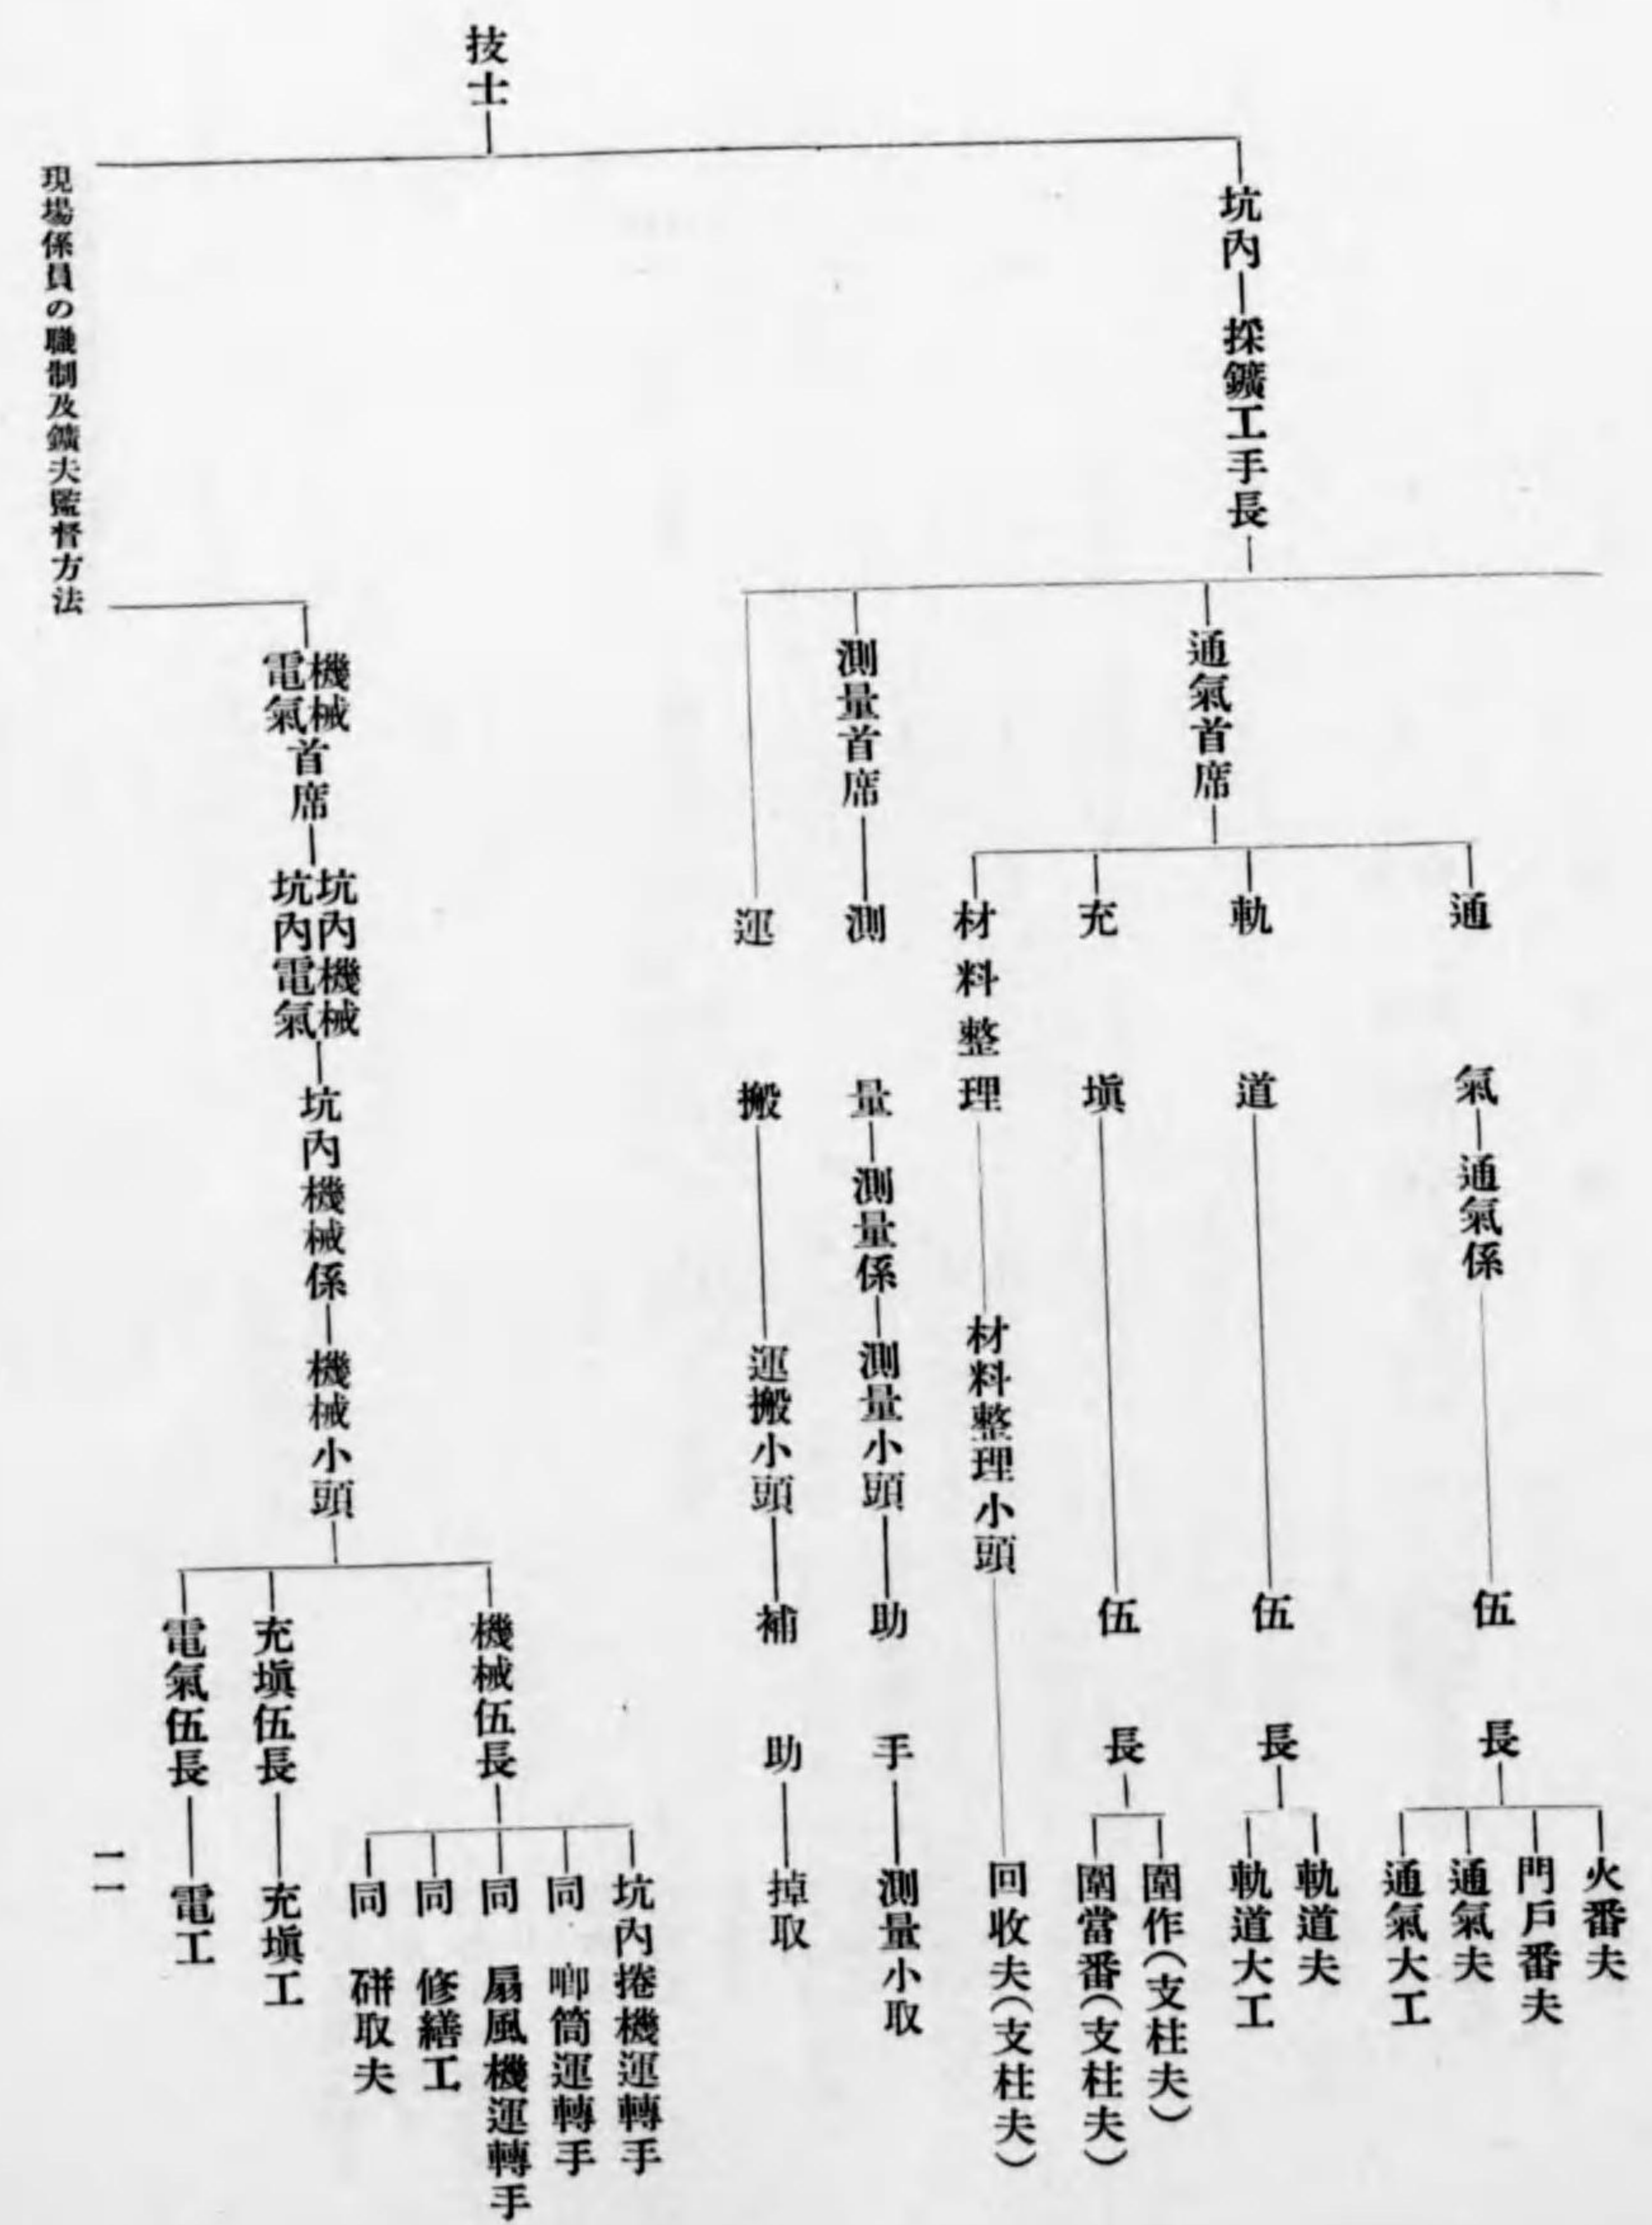 技士
坑內
採鑛工手長
通氣首席
通氣
通氣係
伍長
火番夫
門戶番夫
通氣夫
通氣大工
軌道
伍長
軌道夫
軌道大工
充塡
伍長
圍作(支柱夫)
圍當番(支柱夫)
材料整理
材料整理小頭
回收夫(支柱夫)
測量首席
測量
測量係
測量小頭
助手
測量小取
運搬
運搬小頭
補助
掉取
機械
電氣
首席
坑內機械
坑內電氣
坑內機械係
機械小頭
機械伍長
坑內捲機運轉手
同 喞筒運轉手
同 扇風機運轉手
同 修繕工
同 硑取夫
充塡伍長
充塡工
電氣伍長
電工
現場係員の職制及鑛夫監督方法
一一